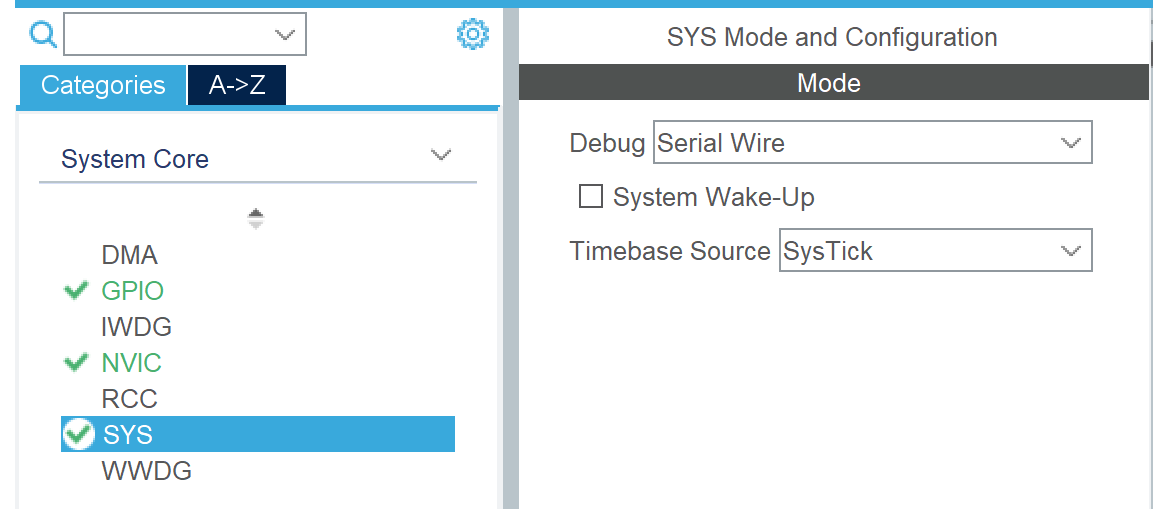 Categories
A->Z
System Core
DMA
GPIO
IWDG
NVIC
RCC
SYS
WWDG
SYS Mode and Configuration
Mode
Debug Serial Wire
System Wake-Up
Timebase Source SysTick